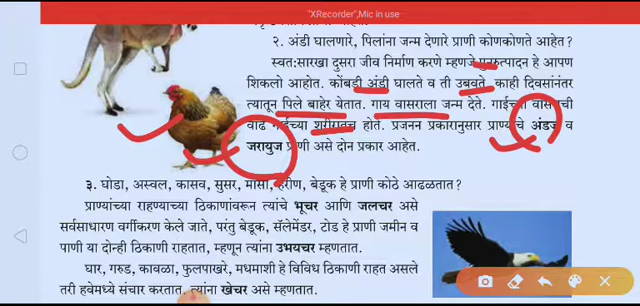 "XRecorder",Mic in use
२. अंडी घालणारे, पिलांना जन्म देणारे प्राणी कोणकोणते आहेत?
स्वत:सारखा दुसरा जीव निर्माण करणे म्हणजे पुनरुत्पादन हे आपण
शिकलो आहोत. कोंबडी अंडी घालते व ती उबवते. काही दिवसांनंतर
त्यातून पिले बाहेर येतात. गाय वासराला जन्म देते. गाईच्या
वाढ गाईच्या शरीरातच होते. प्रजनन प्रकारानुसार प्राण्यांचे अंडज व
जरायुज प्राणी असे दोन प्रकार आहेत.
३. घोडा, अस्वल, कासव, सुसर, मासा, हरीण, बेडूक हे प्राणी कोठे आढळतात?
प्राण्यांच्या राहण्याच्या ठिकाणांवरून त्यांचे भूचर आणि जलचर असे
सर्वसाधारण वर्गीकरण केले जाते, परंतु बेडूक, सॅलॅमँडर, टोड हे प्राणी जमीन व
पाणी या दोन्ही ठिकाणी राहतात, म्हणून त्यांना उभयचर म्हणतात.
घार, गरुड, कावळा, फुलपाखरे, मधमाशी हे विविध ठिकाणी राहत असले
तरी हवेमध्ये संचार करतात. त्यांना खेचर असे म्हणतात.